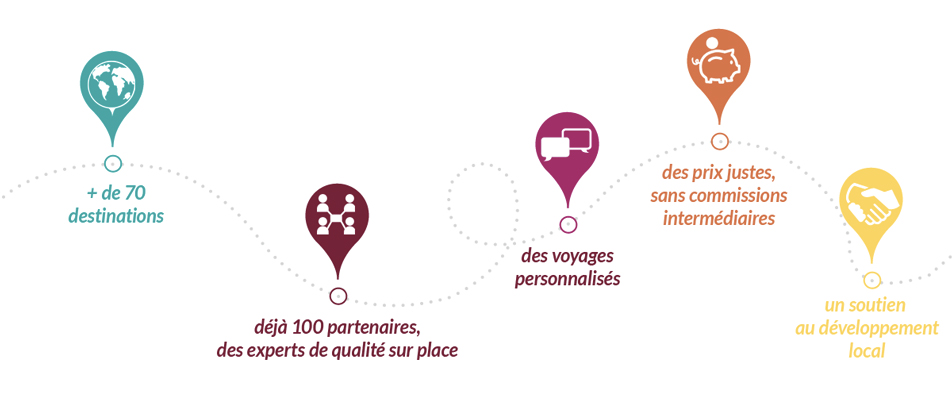 + de 70
destinations
déjà 100 partenaires,
des experts de qualité sur place
des voyages
personnalisés
des prix justes,
sans commissions
intermédiaires
un soutien
au développement
local